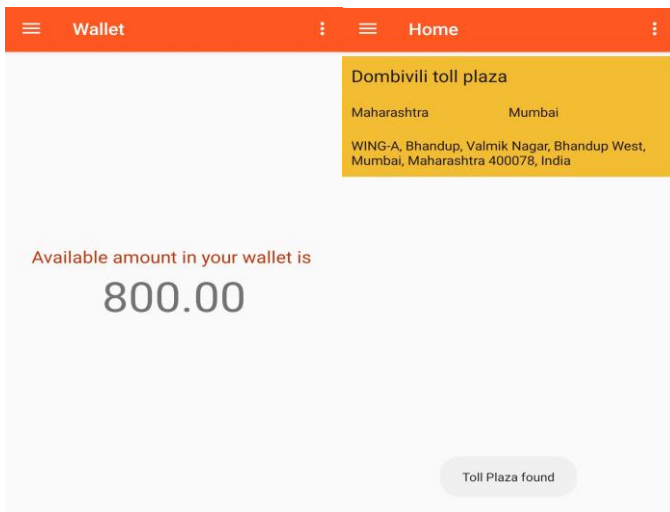 Wallet
Available amount in your wallet is
800.00
Home
Dombivili toll plaza
Maharashtra Mumbai
WING-A, Bhandup, Valmik Nagar, Bhandup West,
Mumbai, Maharashtra 400078, India
Toll Plaza found